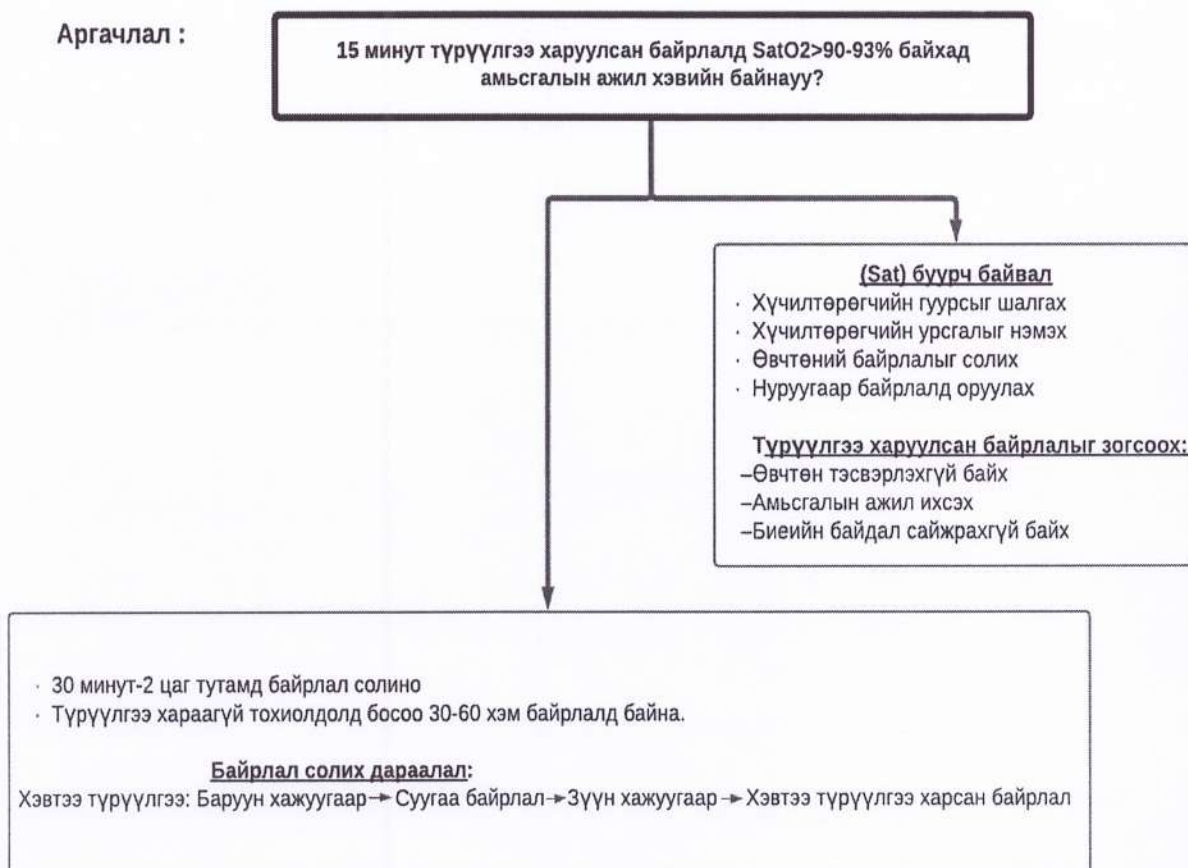 Аргачлал :
15 минут түрүүлгээ харуулсан байрлалд SatO2>90-93% байхад
амьсгалын ажил хэвийн байнауу?
(Sat) буурч байвал
· Хүчилтөрөгчийн гуурсыг шалгах
· Хүчилтөрөгчийн урсгалыг нэмэх
· Өвчтөний байрлалыг солих
· Нуруугаар байрлалд оруулах
Түрүүлгээ харуулсан байрлалыг зогсоох:
–Өвчтөн тэсвэрлэхгүй байх
–Амьсгалын ажил ихсэх
–Биеийн байдал сайжрахгүй байх
· 30 минут-2 цаг тутамд байрлал солино
· Түрүүлгээ хараагүй тохиолдолд босоо 30-60 хэм байрлалд байна.
Байрлал солих дараалал:
Хэвтээ түрүүлгээ: Баруун хажуугаар→Суугаа байрлал→Зүүн хажуугаар→Хэвтээ түрүүлгээ харсан байрлал